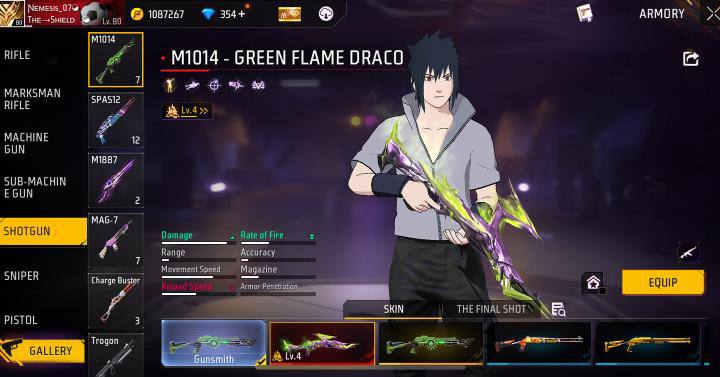 Nemesis_07
THE→SHIELD
Lv. 80
80
1087267
354+
ARMORY
RIFLE
MARKSMAN
RIFLE
MACHINE
GUN
SUB-MACHIN
E GUN
SHOTGUN
SNIPER
PISTOL
GALLERY
M1014
7
SPAS12
12
M1887
2
MAG-7
7
Charge Buster
3
Trogon
M1014 - GREEN FLAME DRACO
Lv.4 >>
Damage
Rate of Fire
Range
Accuracy
Movement Speed
Magazine
Reload Speed
Armor Penetration
EQUIP
SKIN
THE FINAL SHOT
Gunsmith
Lv.4